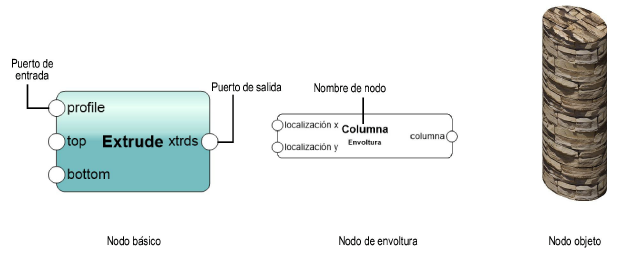 Puerto de
entrada
profile
top
bottom
Extrude
xtrds
Puerto de salida
Nombre de nodo
localización x
localización y
Columna
Envoltura
columna
Nodo básico
Nodo de envoltura
Nodo objeto